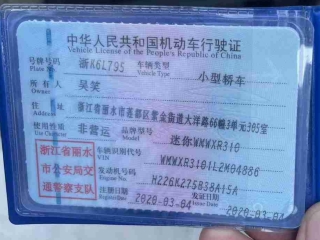 中华人民共和国机动车行驶证
Vehicle License of the People's Republic of China
号牌号码 浙K6L795 车辆类型 小型轿车
Plate No. Vehicle Type
所有人 吴笑
Owner
住址 浙江省丽水市莲都区紫金街道大洋路66幢3单元305室
Address
使用性质 非营运 品牌型号 迷你WMWXR310
浙江省丽水
市公安局交
通警察支队
车辆识别代号 WMWXR3101L2M04886
VIN
发动机号码 H226K275B38A15A
Engine No.
注册日期 2020-03-04 发证日期 2020-03-04
Issue Date